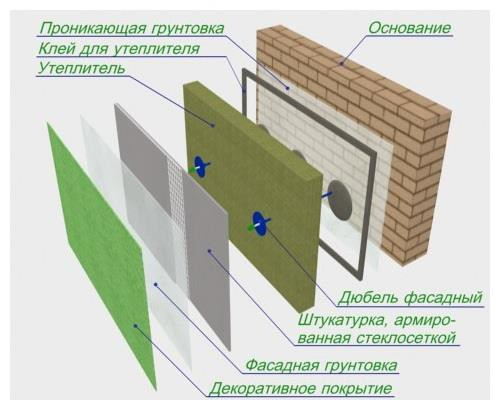 Проникающая грунтовка
Основание
Клей для утеплителя
Утеплитель
Дюбель фасадный
Штукатурка, армиро-
ванная стеклосеткой
Фасадная грунтовка
Декоративное покрытие